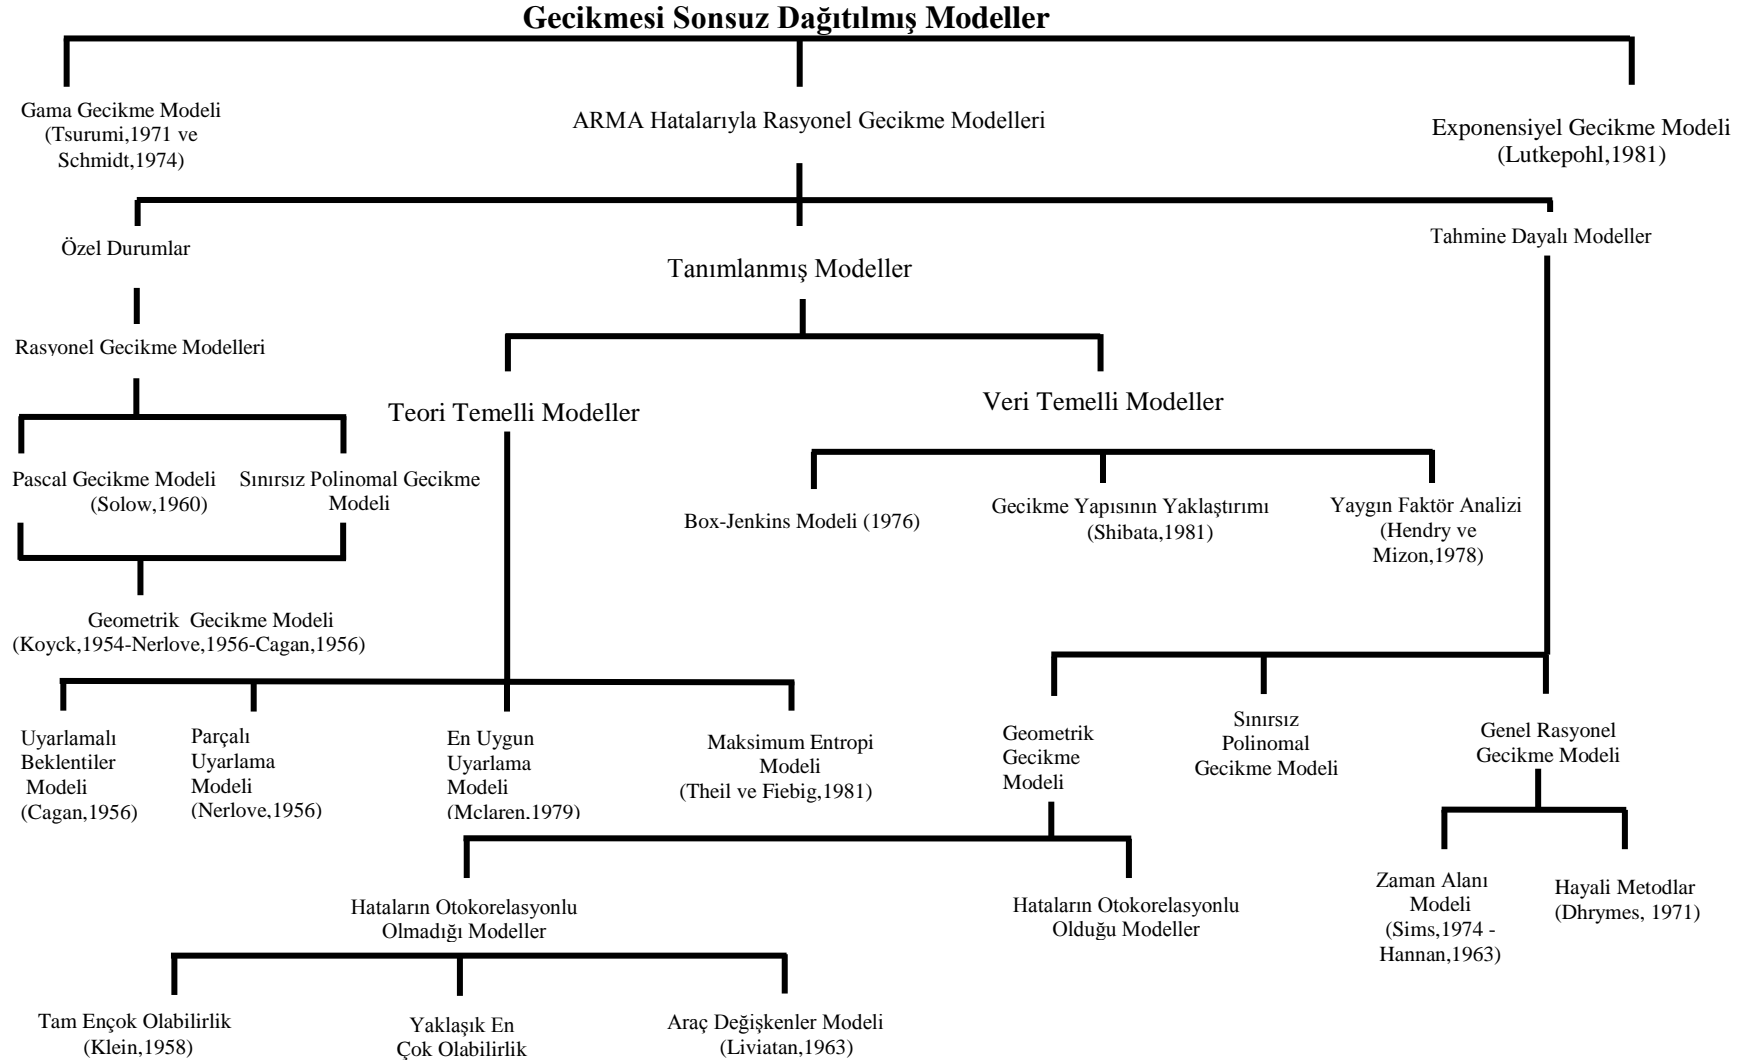 Gecikmesi Sonsuz Dağıtılmış Modeller
Gama Gecikme Modeli
(Tsurumi,1971 ve
Schmidt,1974)
ARMA Hatalarıyla Rasyonel Gecikme Modelleri
Exponensiyel Gecikme Modeli
(Lutkepohl,1981)
Özel Durumlar
Tanımlanmış Modeller
Tahmine Dayalı Modeller
Rasyonel Gecikme Modelleri
Teori Temelli Modeller
Veri Temelli Modeller
Pascal Gecikme Modeli
(Solow,1960)
Sınırsız Polinomal Gecikme
Modeli
Box-Jenkins Modeli (1976)
Gecikme Yapısının Yaklaştırımı
(Shibata,1981)
Yaygın Faktör Analizi
(Hendry ve
Mizon,1978)
Geometrik Gecikme Modeli
(Koyck,1954-Nerlove,1956-Cagan,1956)
Uyarlamalı
Beklentiler
Modeli
(Cagan,1956)
Parçalı
Uyarlama
Modeli
(Nerlove,1956)
En Uygun
Uyarlama
Modeli
(Mclaren,1979)
Maksimum Entropi
Modeli
(Theil ve Fiebig,1981)
Geometrik
Gecikme
Modeli
Sınırsız
Polinomal
Gecikme Modeli
Genel Rasyonel
Gecikme Modeli
Hataların Otokorelasyonlu
Olmadığı Modeller
Hataların Otokorelasyonlu
Olduğu Modeller
Zaman Alanı
Modeli
(Sims,1974 -
Hannan,1963)
Hayali Metodlar
(Dhrymes, 1971)
Tam Ençok Olabilirlik
(Klein,1958)
Yaklaşık En
Çok Olabilirlik
Araç Değişkenler Modeli
(Liviatan,1963)